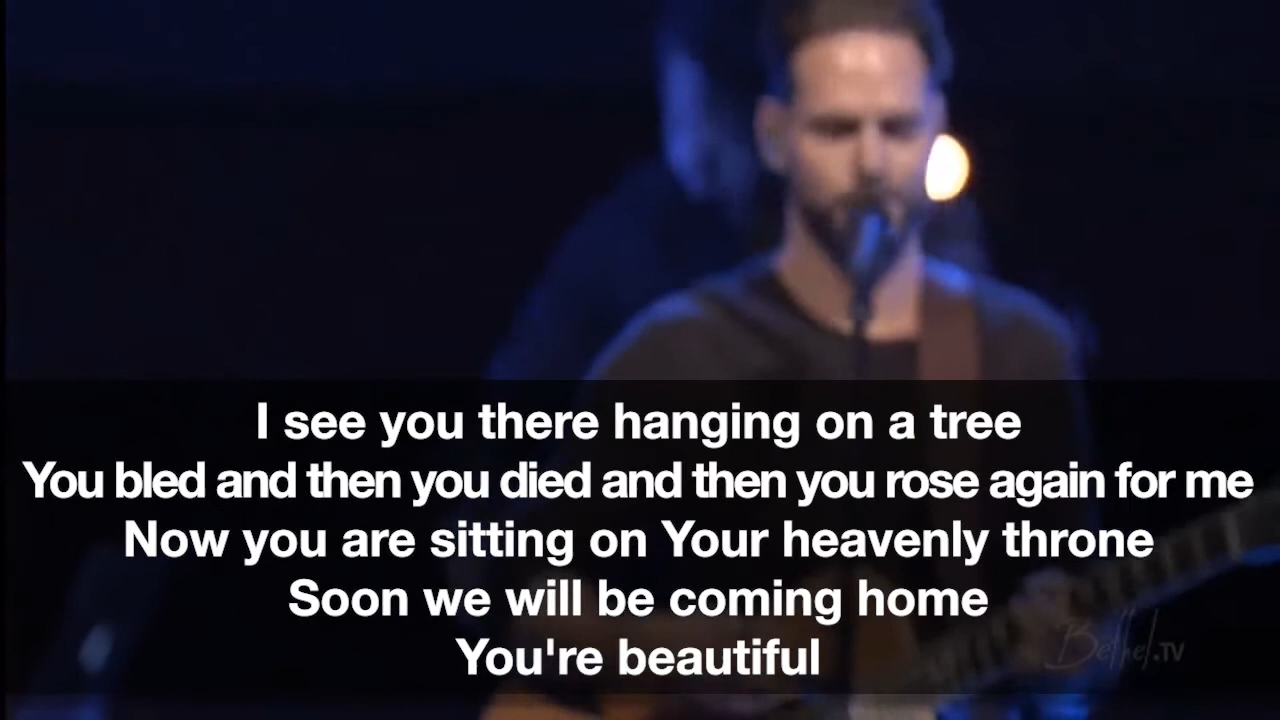 I see you there hanging on a tree
You bled and then you died and then you rose again for me
Now you are sitting on Your heavenly throne
Soon we will be coming home
You're beautiful
Bethel.TV